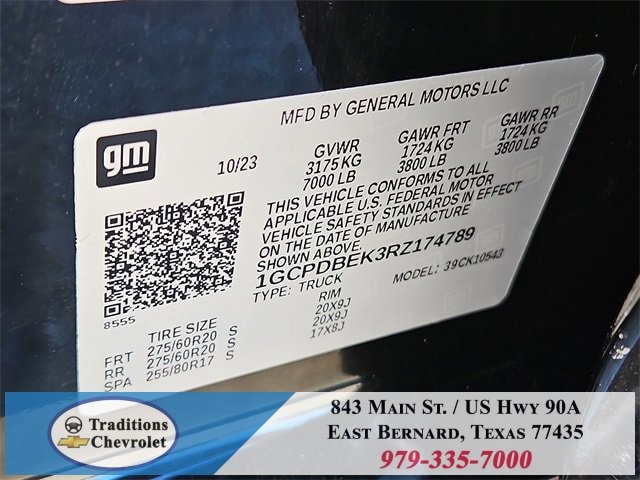 MFD BY GENERAL MOTORS LLC
gm
10/23
GVWR GAWR FRT GAWR RR
3175 KG 1724 KG 1724 KG
7000 LB 3800 LB 3800 LB
THIS VEHICLE CONFORMS TO ALL
APPLICABLE U.S. FEDERAL MOTOR
VEHICLE SAFETY STANDARDS IN EFFECT
ON THE DATE OF MANUFACTURE
SHOWN ABOVE.
1GCPDBEK3RZ174789
TYPE: TRUCK MODEL: 39CK10543
8555
TIRE SIZE RIM
FRT 275/60R20 S 20X9J
RR 275/60R20 S 20X9J
SPA 255/80R17 S 17X8J
Traditions
Chevrolet
843 Main St. / US Hwy 90A
East Bernard, Texas 77435
979-335-7000